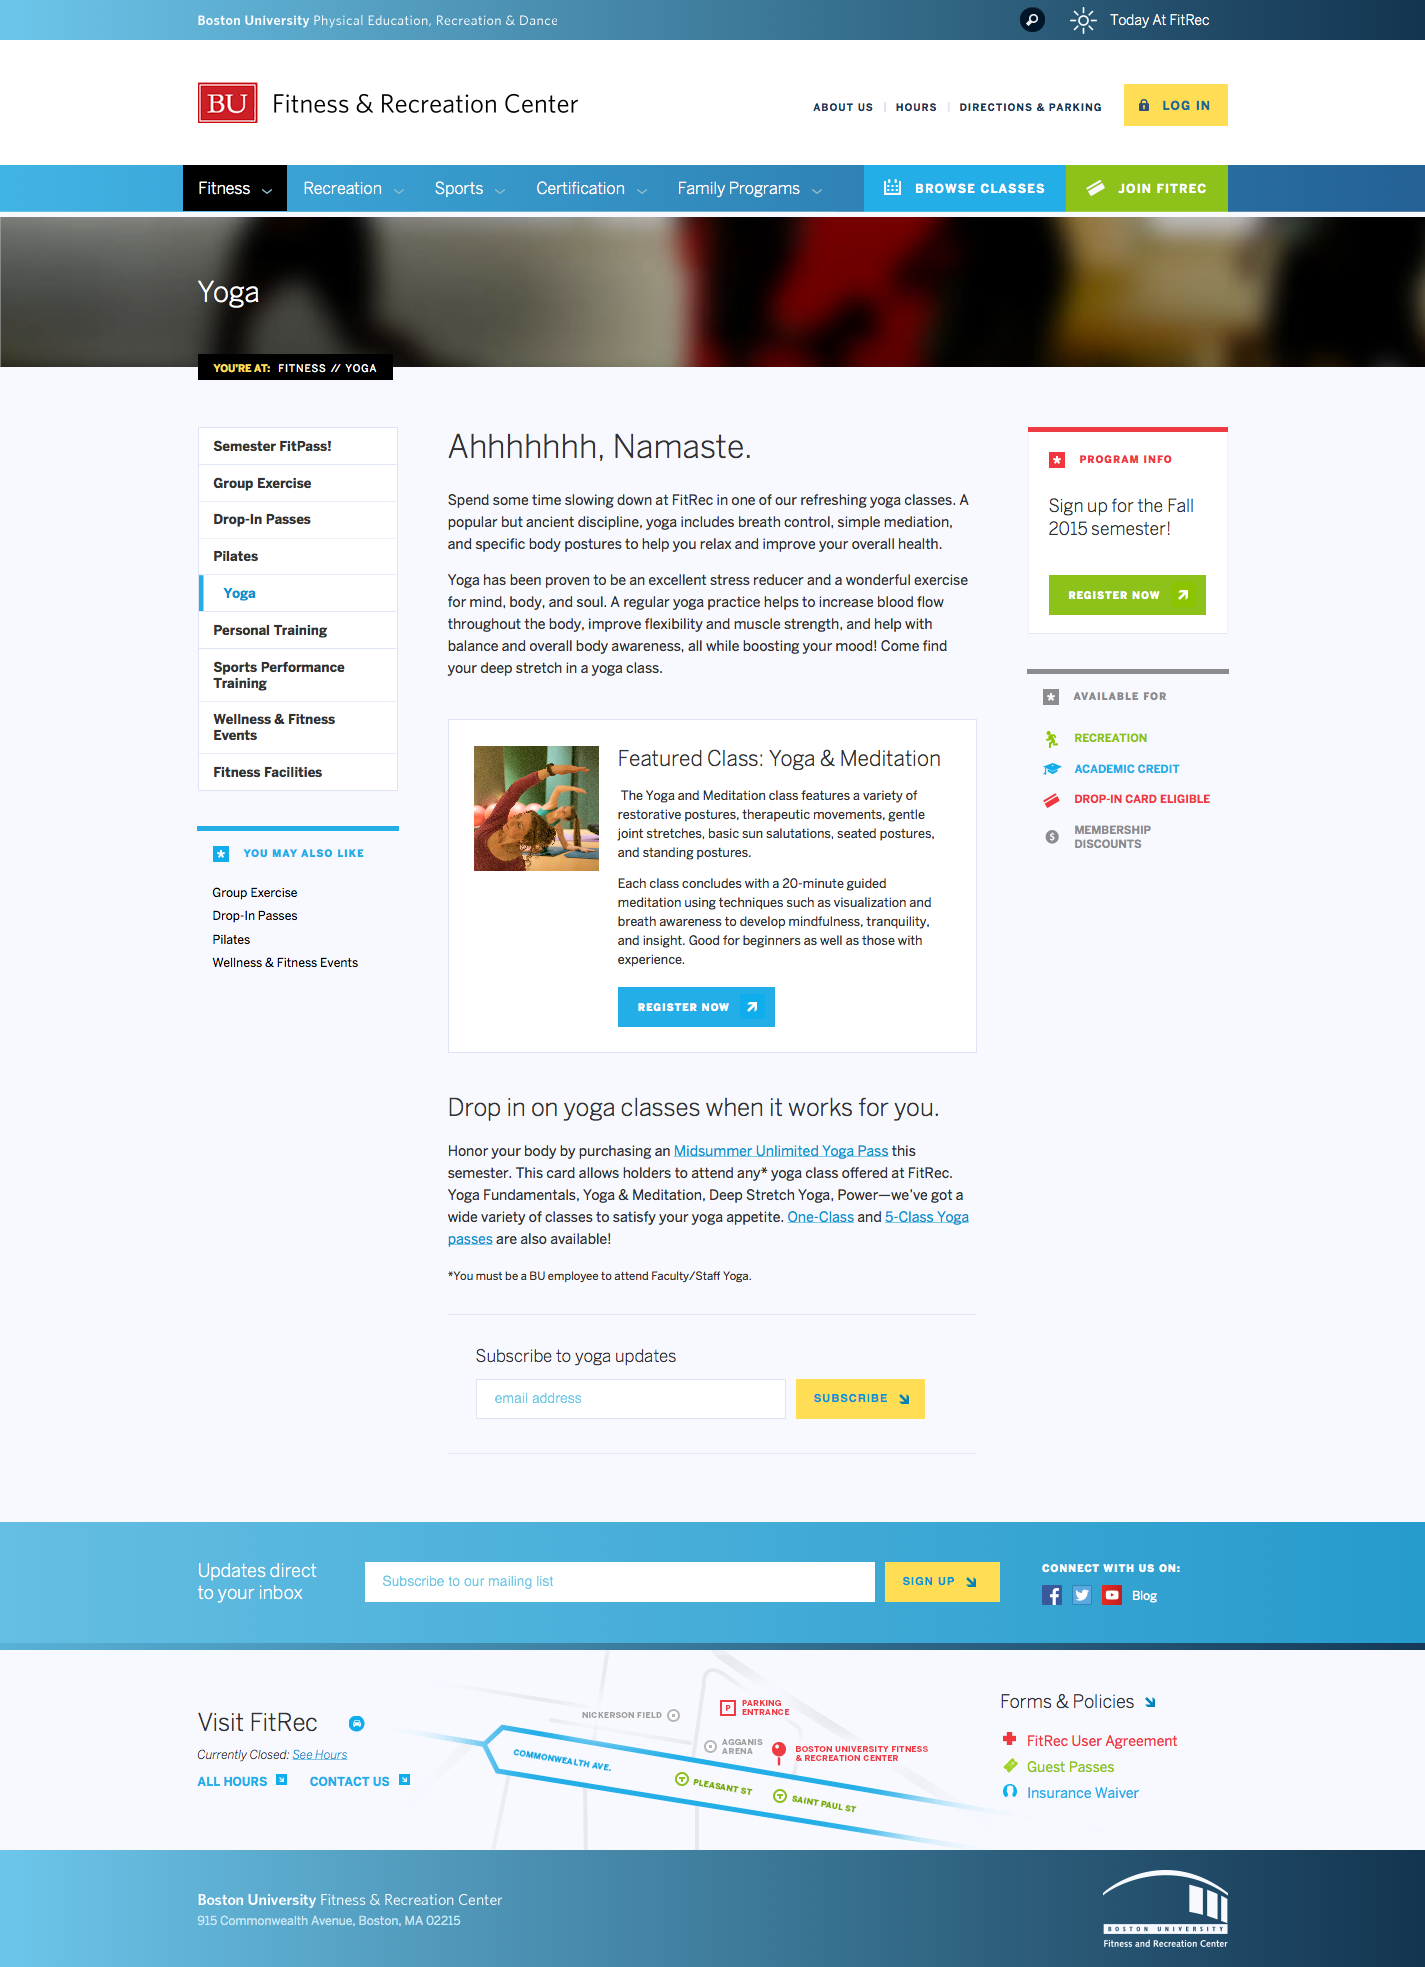 Boston University Physical Education, Recreation & Dance
Today At FitRec
BU Fitness & Recreation Center
ABOUT US
HOURS
DIRECTIONS & PARKING
LOG IN
Fitness
Recreation
Sports
Certification
Family Programs
BROWSE CLASSES
JOIN FITREC
Yoga
YOU'RE AT: FITNESS // YOGA
Semester FitPass!
Group Exercise
Drop-In Passes
Pilates
Yoga
Personal Training
Sports Performance
Training
Wellness & Fitness
Events
Fitness Facilities
YOU MAY ALSO LIKE
Group Exercise
Drop-In Passes
Pilates
Wellness & Fitness Events
Ahhhhhhh, Namaste.
Spend some time slowing down at FitRec in one of our refreshing yoga classes. A
popular but ancient discipline, yoga includes breath control, simple mediation,
and specific body postures to help you relax and improve your overall health.
Yoga has been proven to be an excellent stress reducer and a wonderful exercise
for mind, body, and soul. A regular yoga practice helps to increase blood flow
throughout the body, improve flexibility and muscle strength, and help with
balance and overall body awareness, all while boosting your mood! Come find
your deep stretch in a yoga class.
Featured Class: Yoga & Meditation
The Yoga and Meditation class features a variety of
restorative postures, therapeutic movements, gentle
joint stretches, basic sun salutations, seated postures,
and standing postures.
Each class concludes with a 20-minute guided
meditation using techniques such as visualization and
breath awareness to develop mindfulness, tranquility,
and insight. Good for beginners as well as those with
experience.
REGISTER NOW
Drop in on yoga classes when it works for you.
Honor your body by purchasing an Midsummer Unlimited Yoga Pass this
semester. This card allows holders to attend any* yoga class offered at FitRec.
Yoga Fundamentals, Yoga & Meditation, Deep Stretch Yoga, Power—we've got a
wide variety of classes to satisfy your yoga appetite. One-Class and 5-Class Yoga
passes are also available!
*You must be a BU employee to attend Faculty/Staff Yoga.
Subscribe to yoga updates
email address
SUBSCRIBE
PROGRAM INFO
Sign up for the Fall
2015 semester!
REGISTER NOW
AVAILABLE FOR
RECREATION
ACADEMIC CREDIT
DROP-IN CARD ELIGIBLE
MEMBERSHIP
DISCOUNTS
Updates direct
to your inbox
Subscribe to our mailing list
SIGN UP
CONNECT WITH US ON:
Blog
Visit FitRec
Currently Closed: See Hours
ALL HOURS
CONTACT US
NICKERSON FIELD
P
PARKING
ENTRANCE
AGGANIS
ARENA
BOSTON UNIVERSITY FITNESS
& RECREATION CENTER
COMMONWEALTH AVE.
T PLEASANT ST
T SAINT PAUL ST
Forms & Policies
FitRec User Agreement
Guest Passes
Insurance Waiver
Boston University Fitness & Recreation Center
915 Commonwealth Avenue, Boston, MA 02215
BOSTON UNIVERSITY
Fitness and Recreation Center